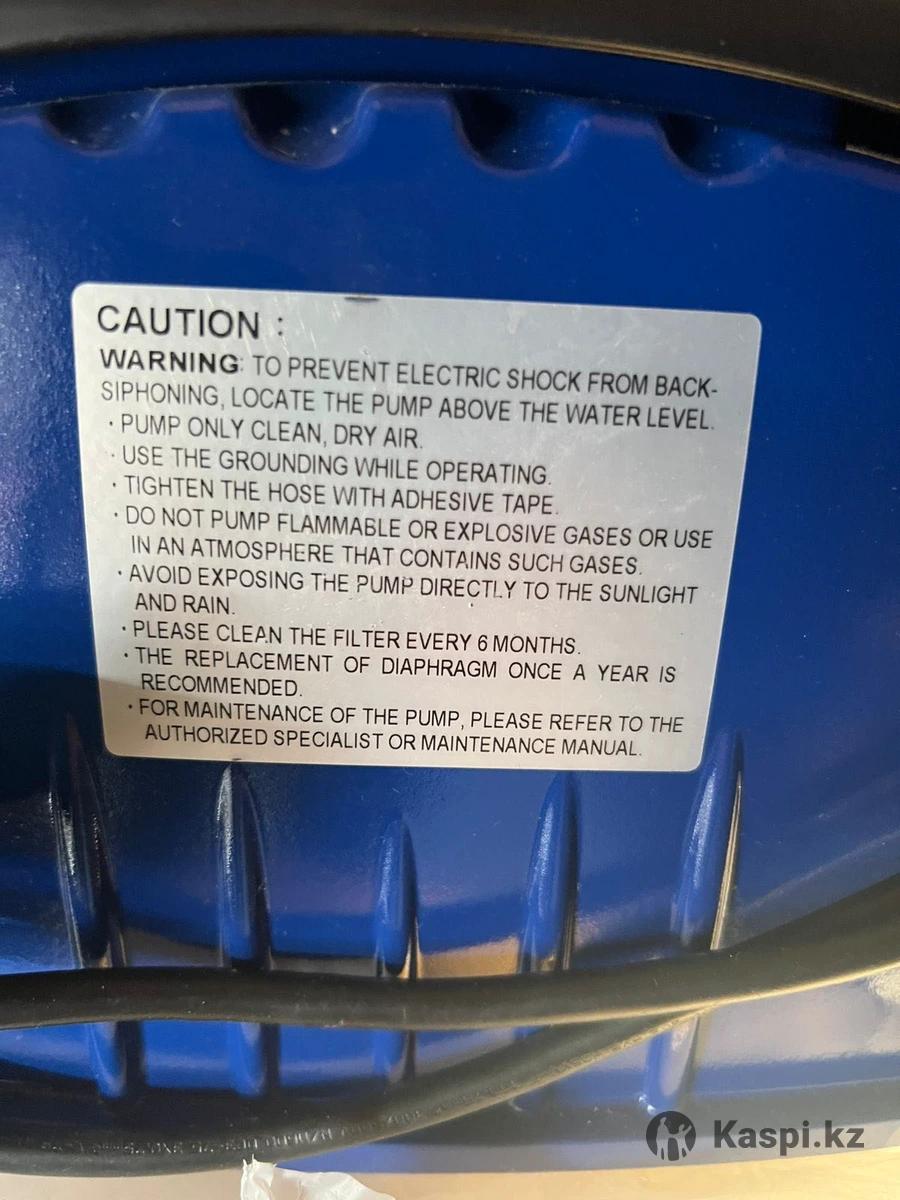 CAUTION :
WARNING: TO PREVENT ELECTRIC SHOCK FROM BACK-
SIPHONING, LOCATE THE PUMP ABOVE THE WATER LEVEL.
· PUMP ONLY CLEAN, DRY AIR.
· USE THE GROUNDING WHILE OPERATING.
· TIGHTEN THE HOSE WITH ADHESIVE TAPE.
· DO NOT PUMP FLAMMABLE OR EXPLOSIVE GASES OR USE
IN AN ATMOSPHERE THAT CONTAINS SUCH GASES.
· AVOID EXPOSING THE PUMP DIRECTLY TO THE SUNLIGHT
AND RAIN.
· PLEASE CLEAN THE FILTER EVERY 6 MONTHS.
· THE REPLACEMENT OF DIAPHRAGM ONCE A YEAR IS
RECOMMENDED.
· FOR MAINTENANCE OF THE PUMP, PLEASE REFER TO THE
AUTHORIZED SPECIALIST OR MAINTENANCE MANUAL.
Kaspi.kz